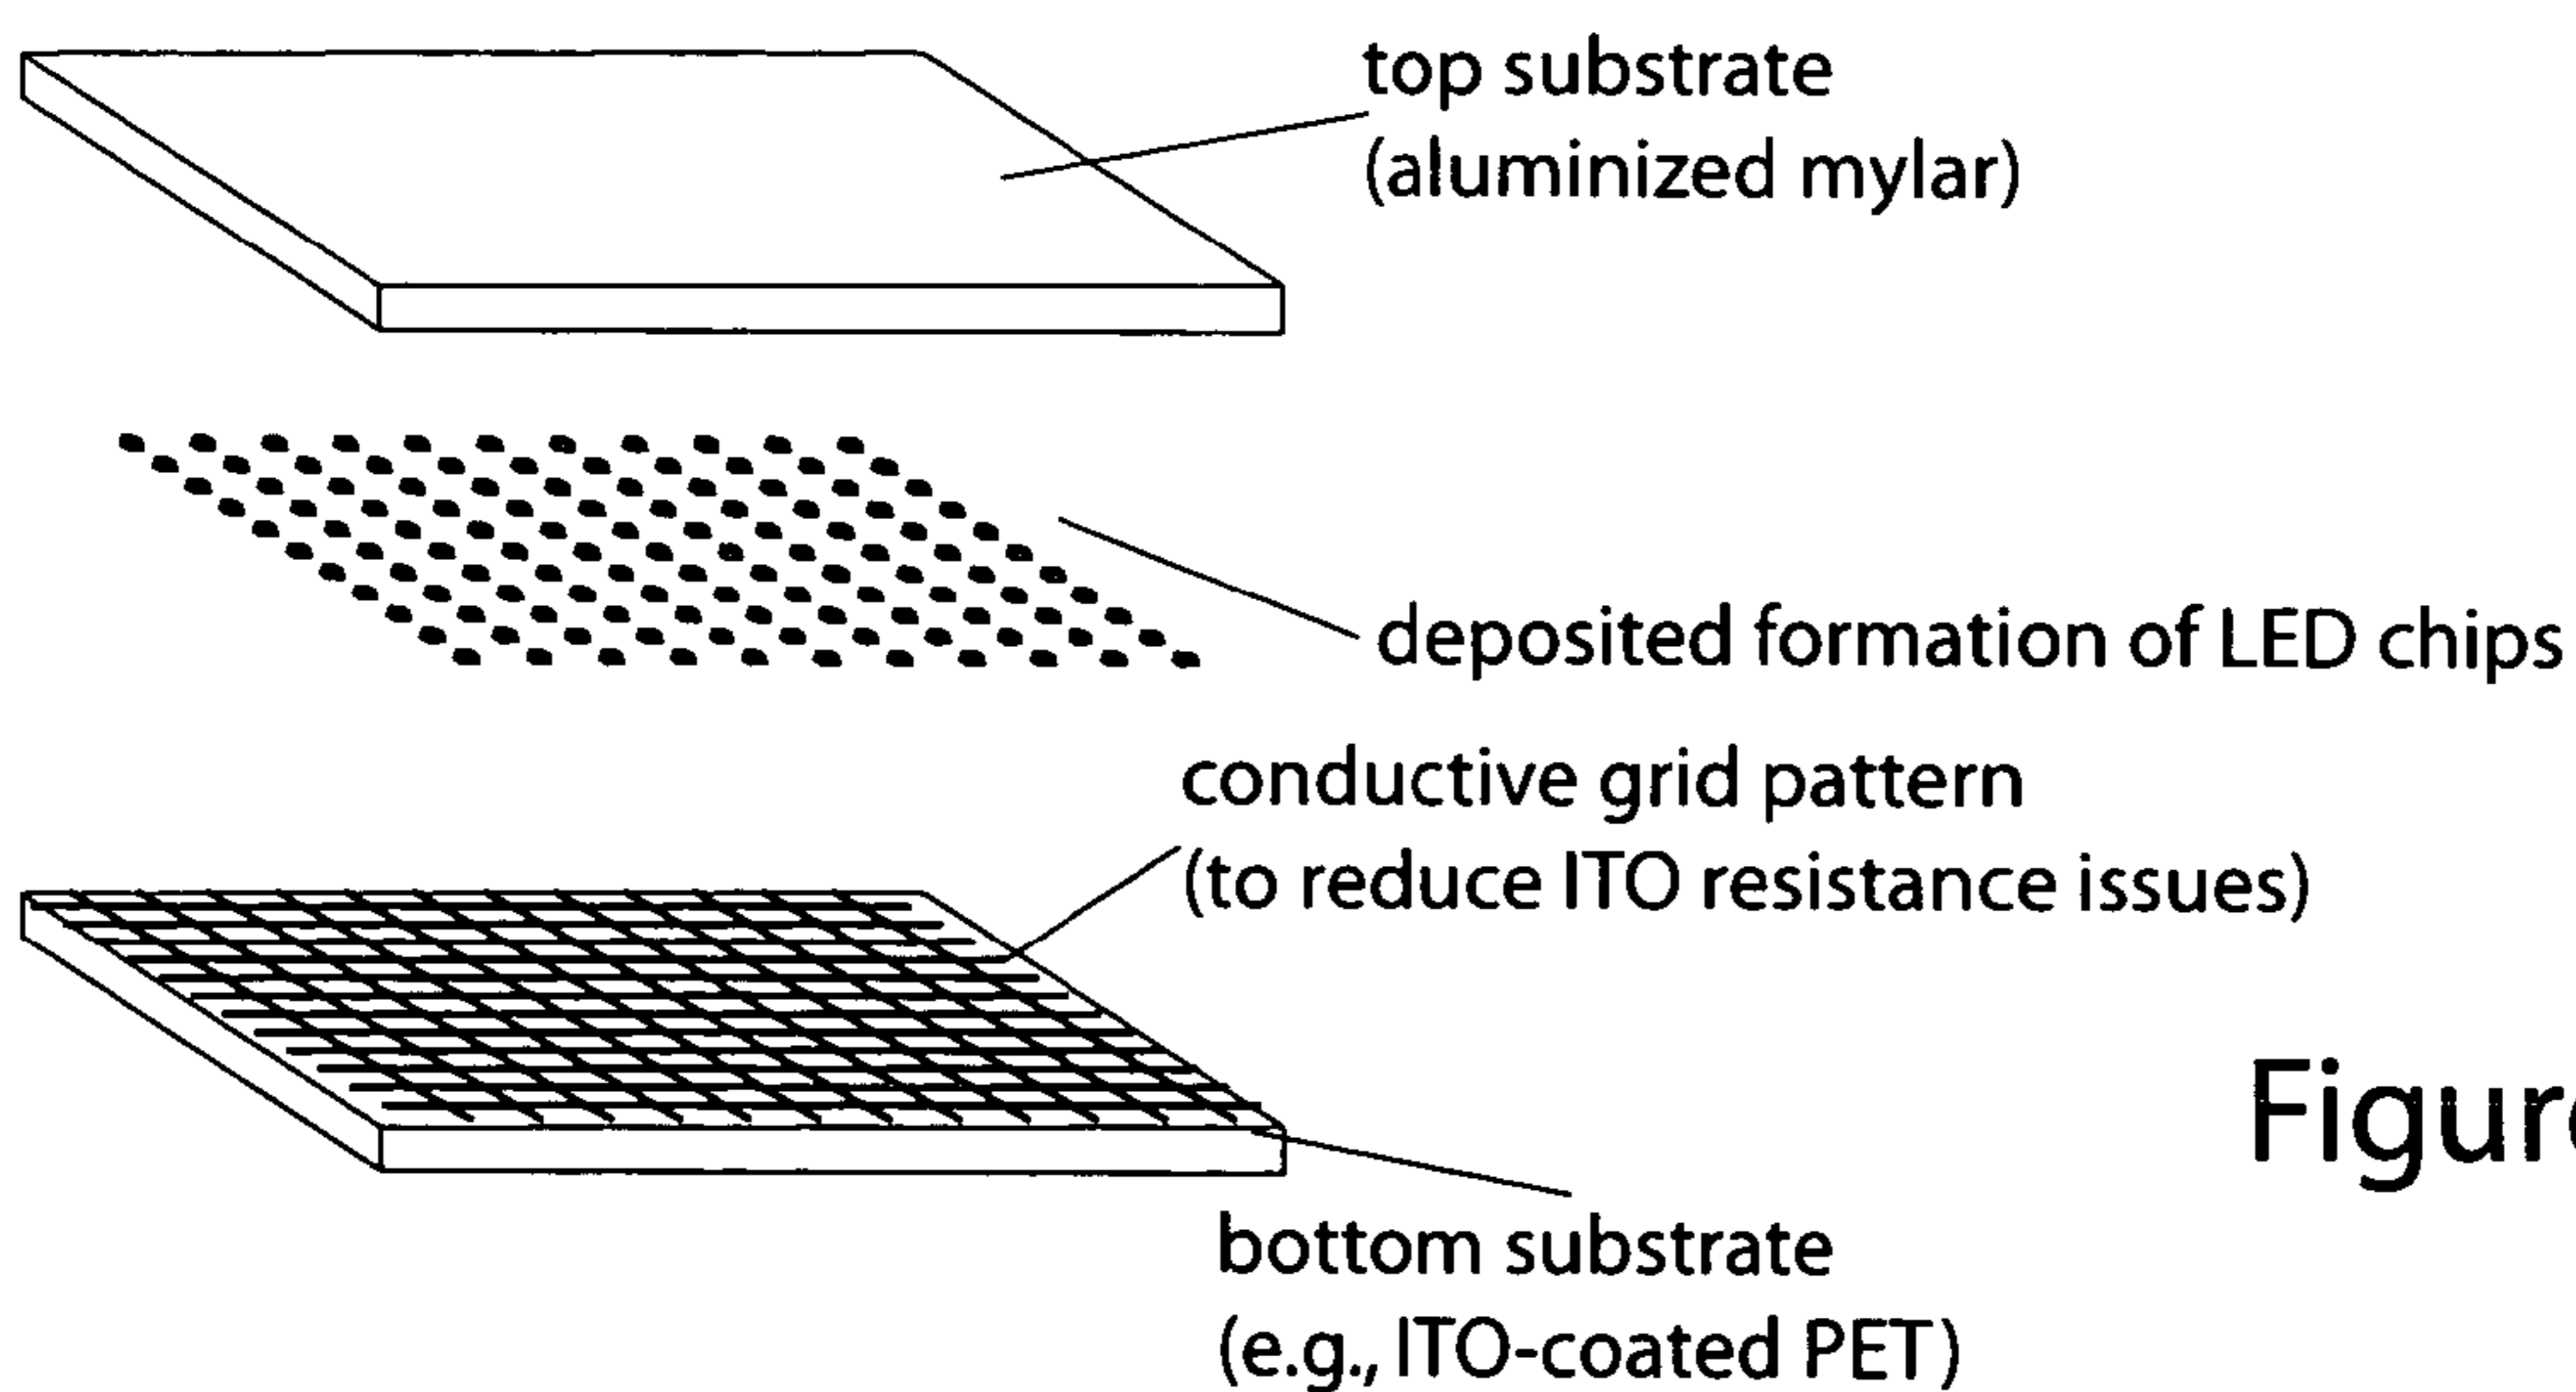 top substrate
(aluminized mylar)
deposited formation of LED chips
conductive grid pattern
(to reduce ITO resistance issues)
Figure
bottom substrate
(e.g., ITO-coated PET)